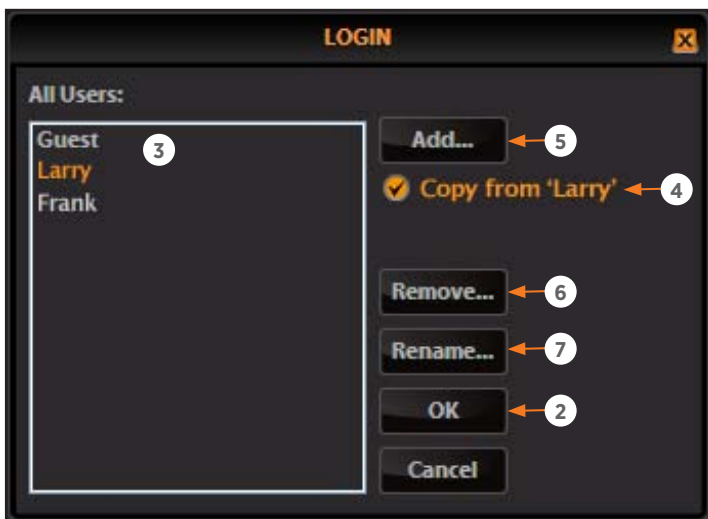 LOGIN
All Users:
Guest
3
Larry
Frank
Add...
5
Copy from ‘Larry’
4
Remove...
6
Rename...
7
OK
2
Cancel